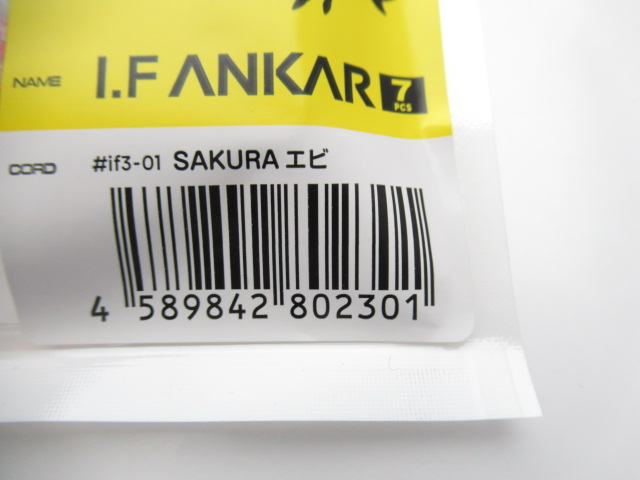 NAME I.F ANKAR 7 PCS
CORD #if3-01 SAKURA エビ
4 589842 802301